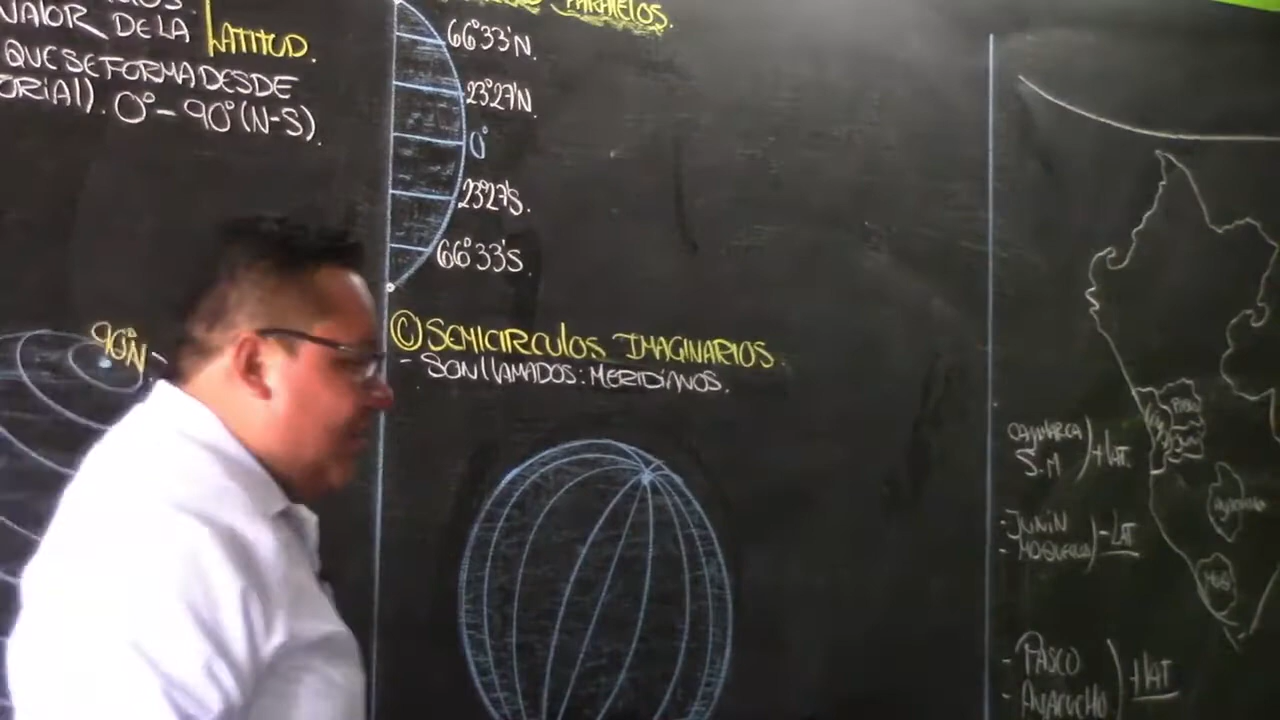 VALOR DE LA LATITUD.
QUE SE FORMA DESDE
0°-90°(N-S).
90°N
PARALELOS.
66°33'N.
23°27'N.
0°
23°27'S.
66°33'S.
Ⓒ SEMICIRCULOS IMAGINARIOS
- SON LLAMADOS: MERIDIANOS.
S.M
+LAT.
- JUNIN
-LAT
- PASCO
- AYACUCHO
+LAT